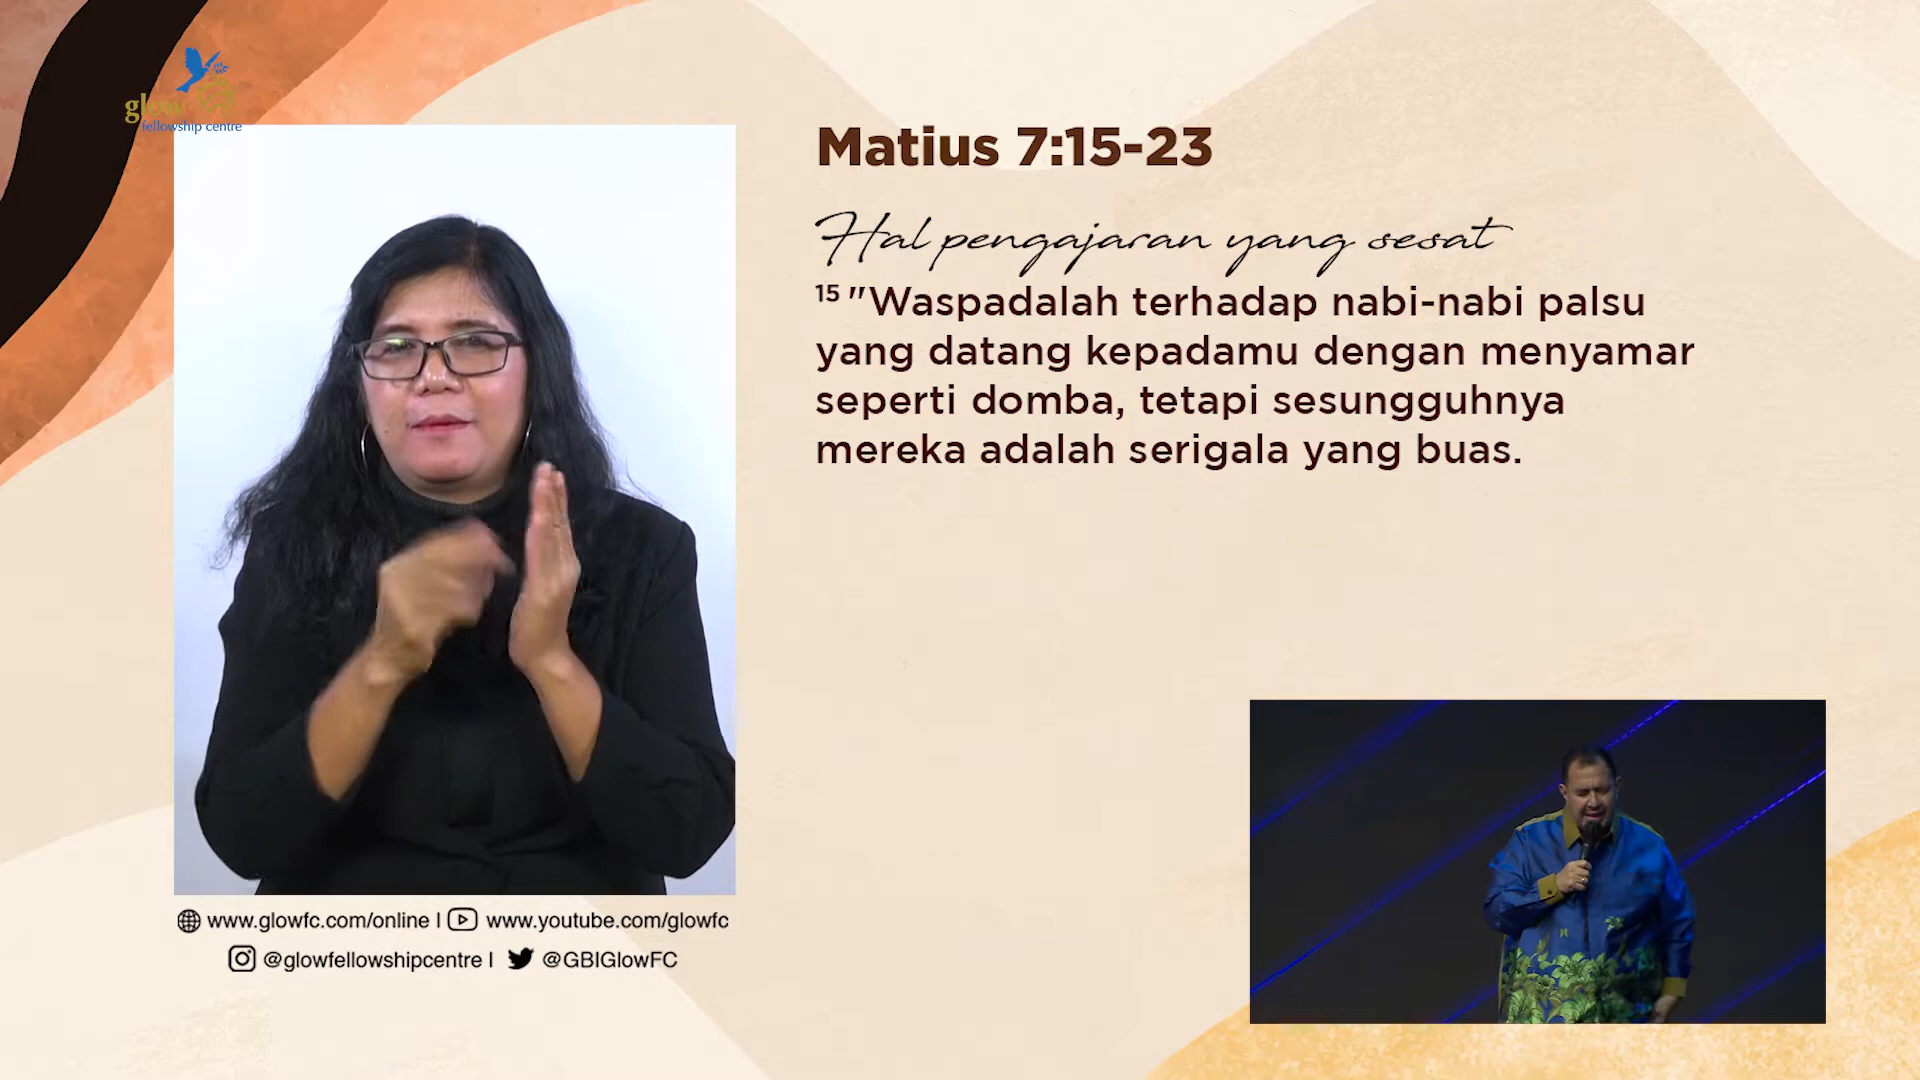 glow
fellowship centre
Matius 7:15-23
Hal pengajaran yang sesat
15 "Waspadalah terhadap nabi-nabi palsu
yang datang kepadamu dengan menyamar
seperti domba, tetapi sesungguhnya
mereka adalah serigala yang buas.
www.glowfc.com/online | www.youtube.com/glowfc
@glowfellowshipcentre | @GBIGlowFC